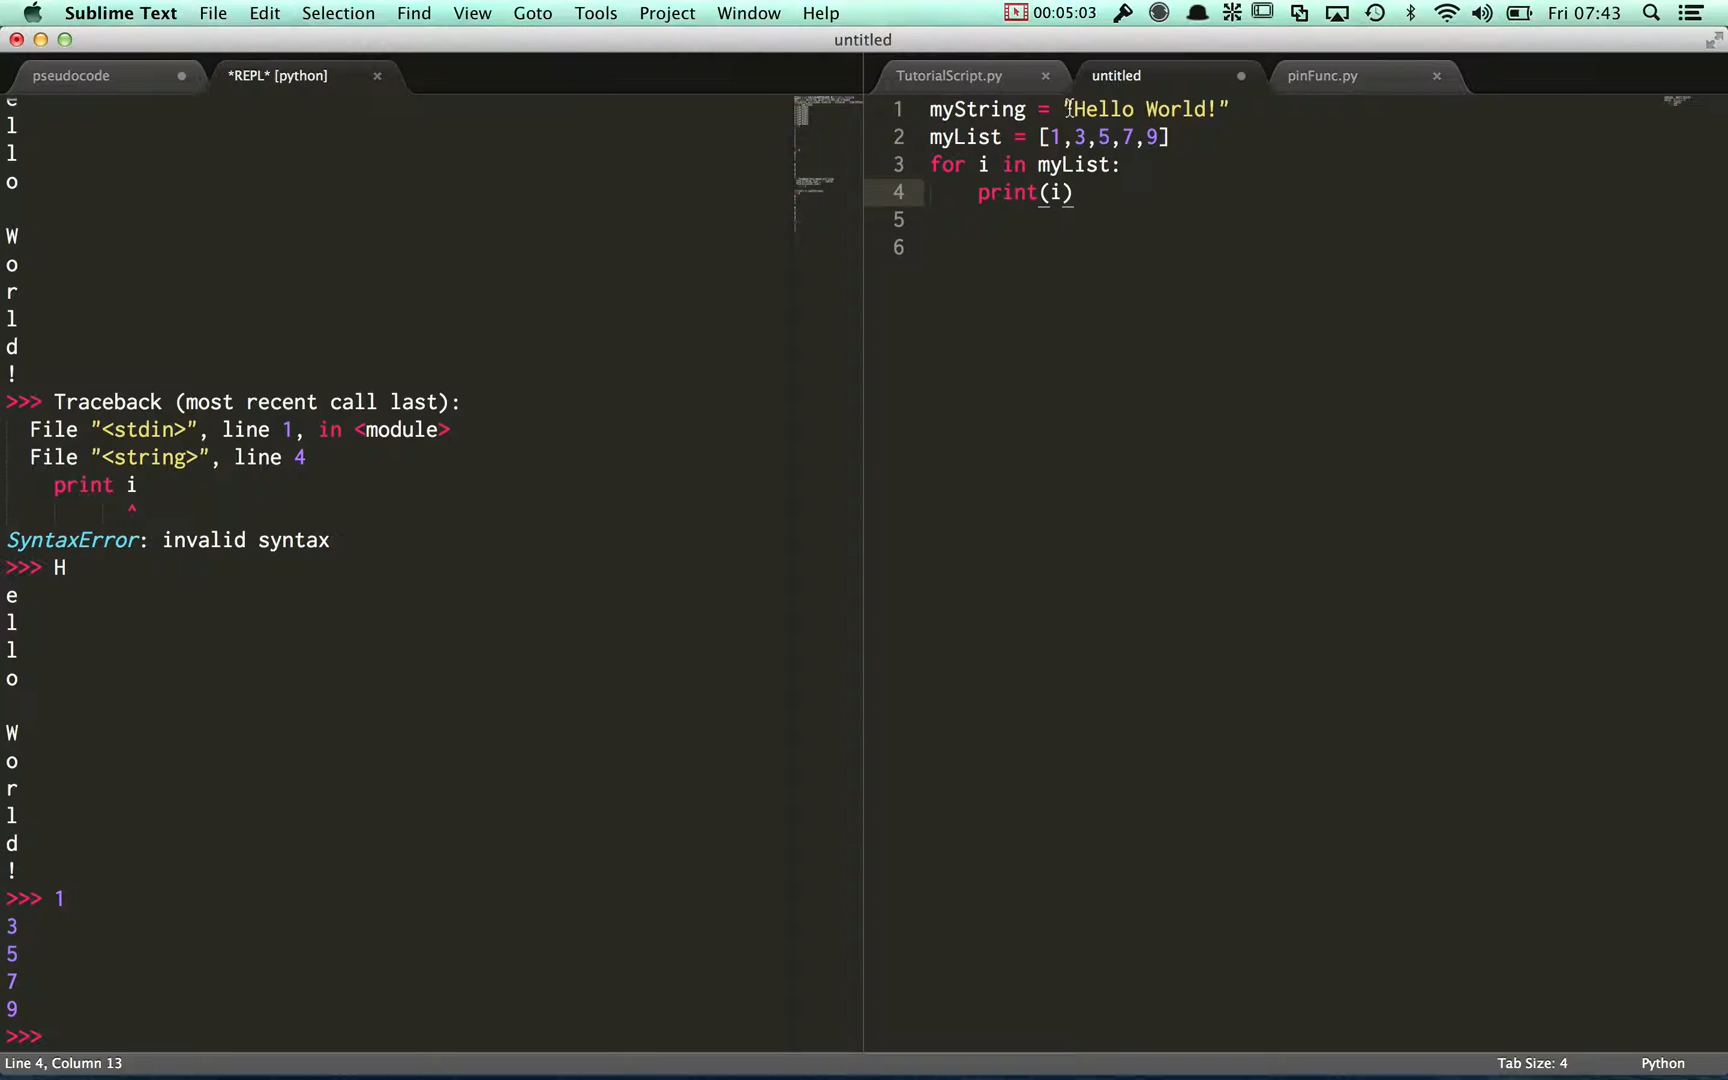 Sublime Text File Edit Selection Find View Goto Tools Project Window Help 00:05:03 Fri 07:43
untitled
pseudocode *REPL* [python] ×
e
l
l
o
W
o
r
l
d
!
>>> Traceback (most recent call last):
File "<stdin>", line 1, in <module>
File "<string>", line 4
print i
^
SyntaxError: invalid syntax
>>> H
e
l
l
o
W
o
r
l
d
!
>>> 1
3
5
7
9
>>>
TutorialScript.py × untitled pinFunc.py ×
1 myString = "Hello World!"
2 myList = [1,3,5,7,9]
3 for i in myList:
4 print(i)
5
6
Line 4, Column 13 Tab Size: 4 Python